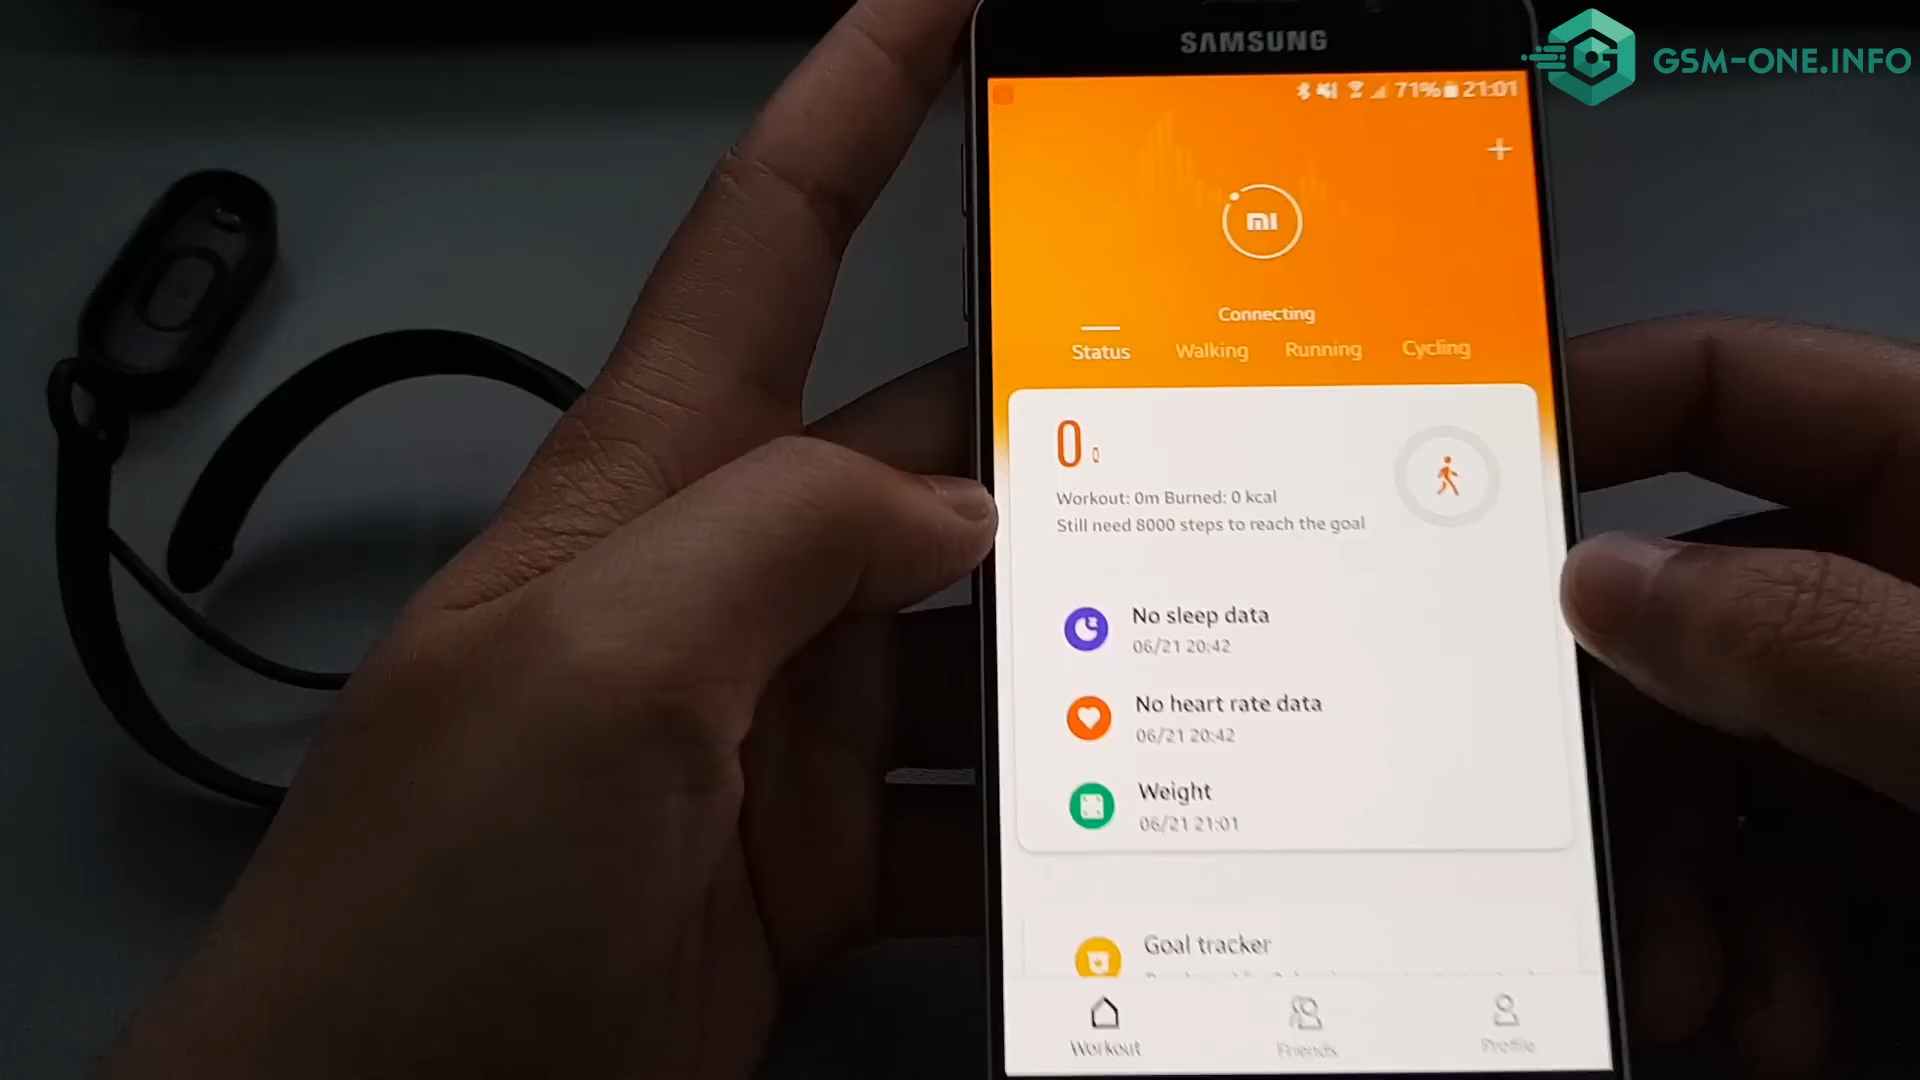 SAMSUNG
GSM-ONE.INFO
71% 21:01
+
mi
Connecting
Status Walking Running Cycling
0 0
Workout: 0m Burned: 0 kcal
Still need 8000 steps to reach the goal
No sleep data
06/21 20:42
No heart rate data
06/21 20:42
Weight
06/21 21:01
Goal tracker
Workout Friends Profile